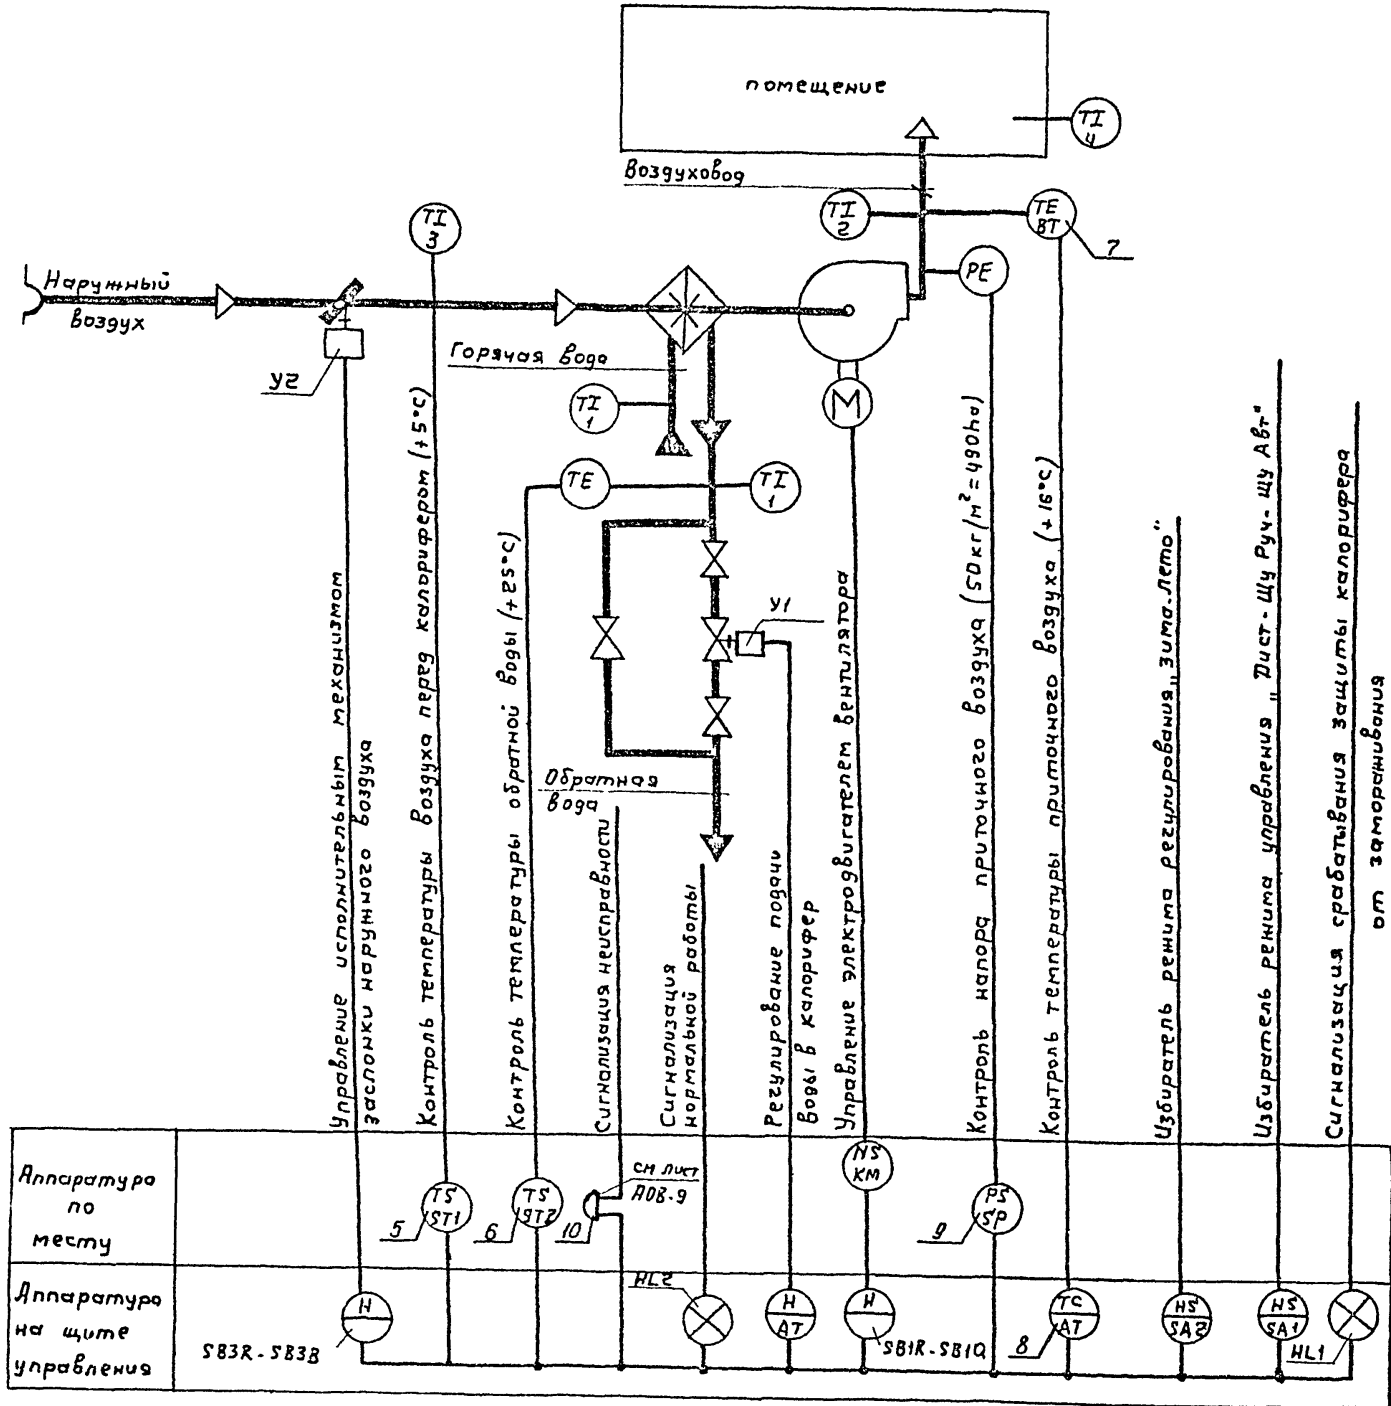 помещение
TI
4
Воздуховод
TI
2
TE
BT
7
TI
3
PE
Наружный
воздух
У2
Горячая вода
TI
1
M
TE
TI
1
У1
Обратная
вода
Управление исполнительным механизмом
заслонки наружного воздуха
Контроль температуры воздуха перед калорифером (+5°С)
Контроль температуры обратной воды (+25°С)
Сигнализация неисправности
Сигнализация
нормальной работы
Регулирование подачи
воды в калорифер
Управление электродвигателем вентилятора
Контроль напора приточного воздуха (50кг/м²=490па)
Контроль температуры приточного воздуха (+16°С)
Избиратель режима регулирования „Зима-Лето“
Избиратель режима управления „Дист-Щу Руч-Щу Авт“
Сигнализация срабатывания защиты калорифера
от замораживания
Аппаратура
по
месту
5
TS
ST1
6
TS
ST2
10
см лист
АОВ-9
NS
KM
9
PS
SP
Аппаратура
на щите
управления
SB3R-SB3B
H
HL2
H
AT
H
SB1R-SB1Q
8
TC
AT
HS
SA2
HS
SA1
HL1